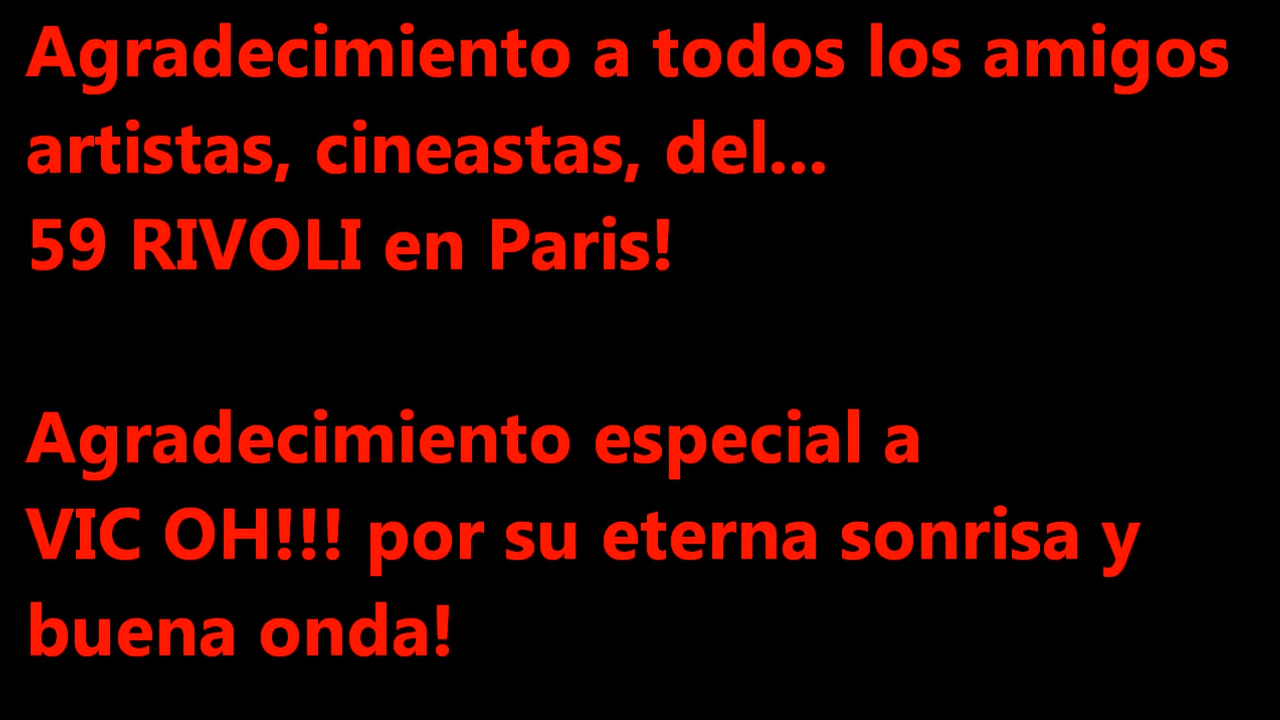 Agradecimiento a todos los amigos
artistas, cineastas, del...
59 RIVOLI en Paris!
Agradecimiento especial a
VIC OH!!! por su eterna sonrisa y
buena onda!